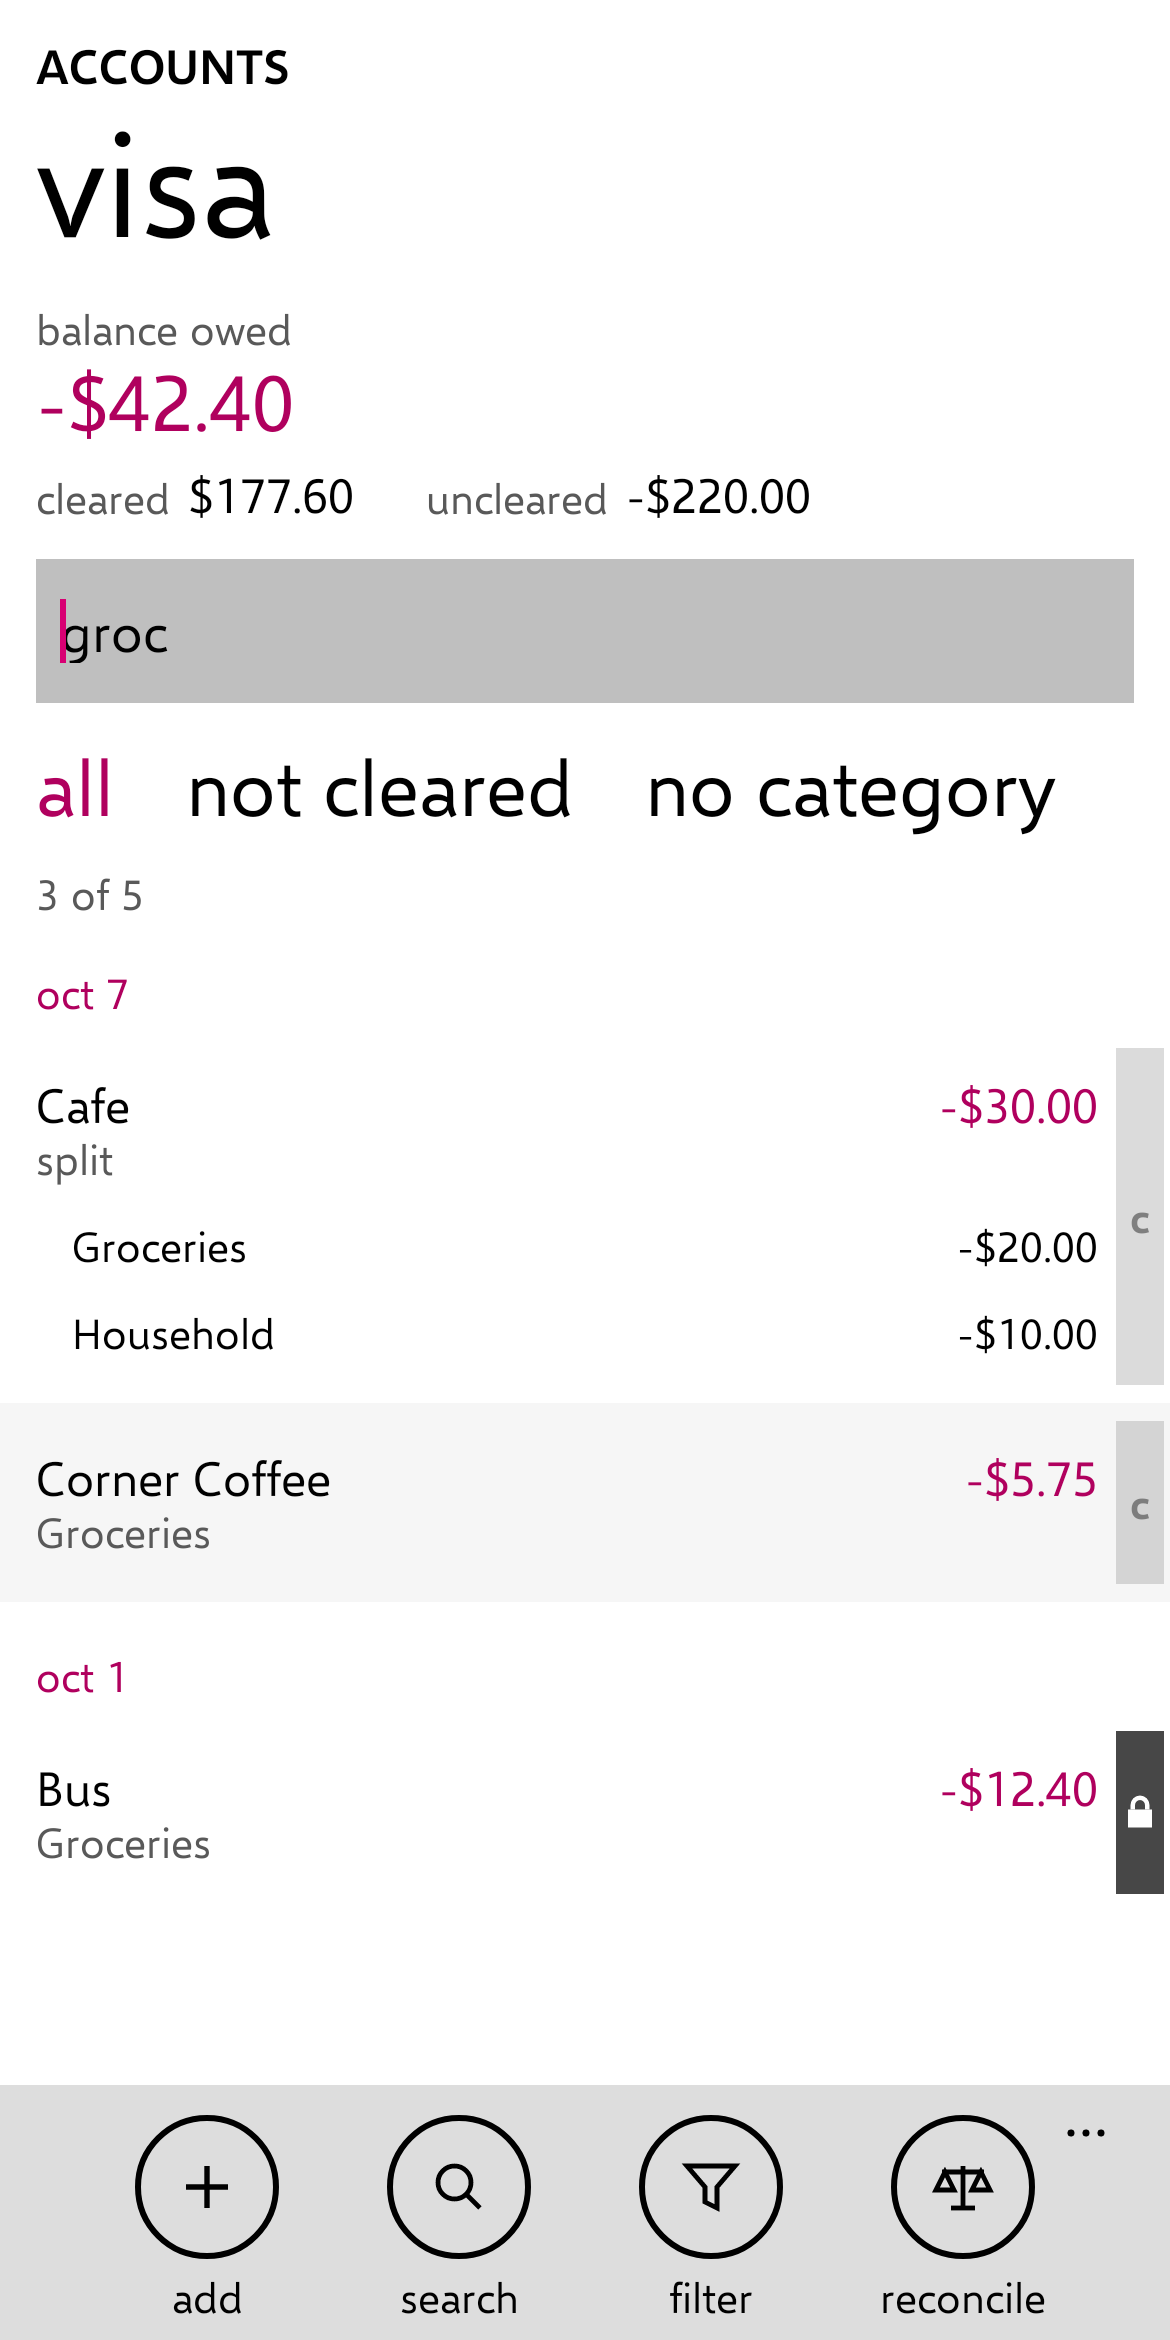 ACCOUNTS
visa
balance owed
-$42.40
cleared $177.60 uncleared -$220.00
groc
all not cleared no category
3 of 5
oct 7
Cafe -$30.00
split
c
Groceries -$20.00
Household -$10.00
Corner Coffee -$5.75
Groceries
c
oct 1
Bus -$12.40
Groceries
add search filter reconcile